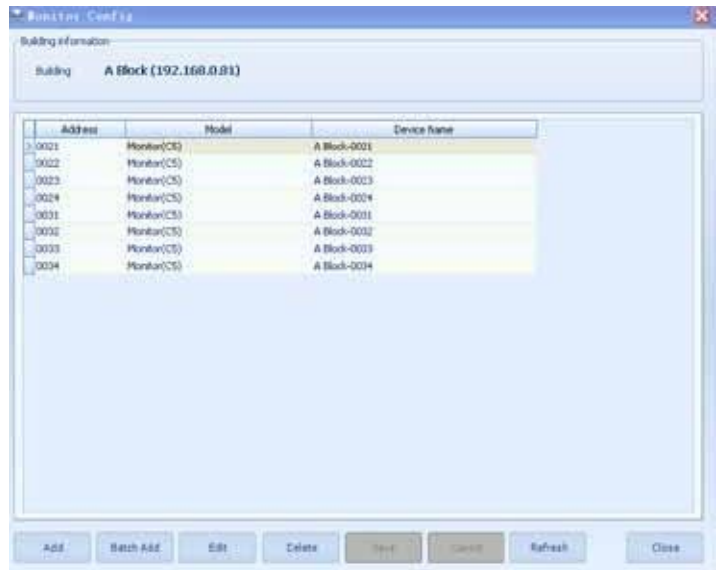 Monitor Config
Building information
Building A Block (192.168.0.81)
Address Model Device Name
0021 Monitor(C5) A Block-0021
0022 Monitor(C5) A Block-0022
0023 Monitor(C5) A Block-0023
0024 Monitor(C5) A Block-0024
0031 Monitor(C5) A Block-0031
0032 Monitor(C5) A Block-0032
0033 Monitor(C5) A Block-0033
0034 Monitor(C5) A Block-0034
Add Batch Add Edit Delete Save Cancel Refresh Close